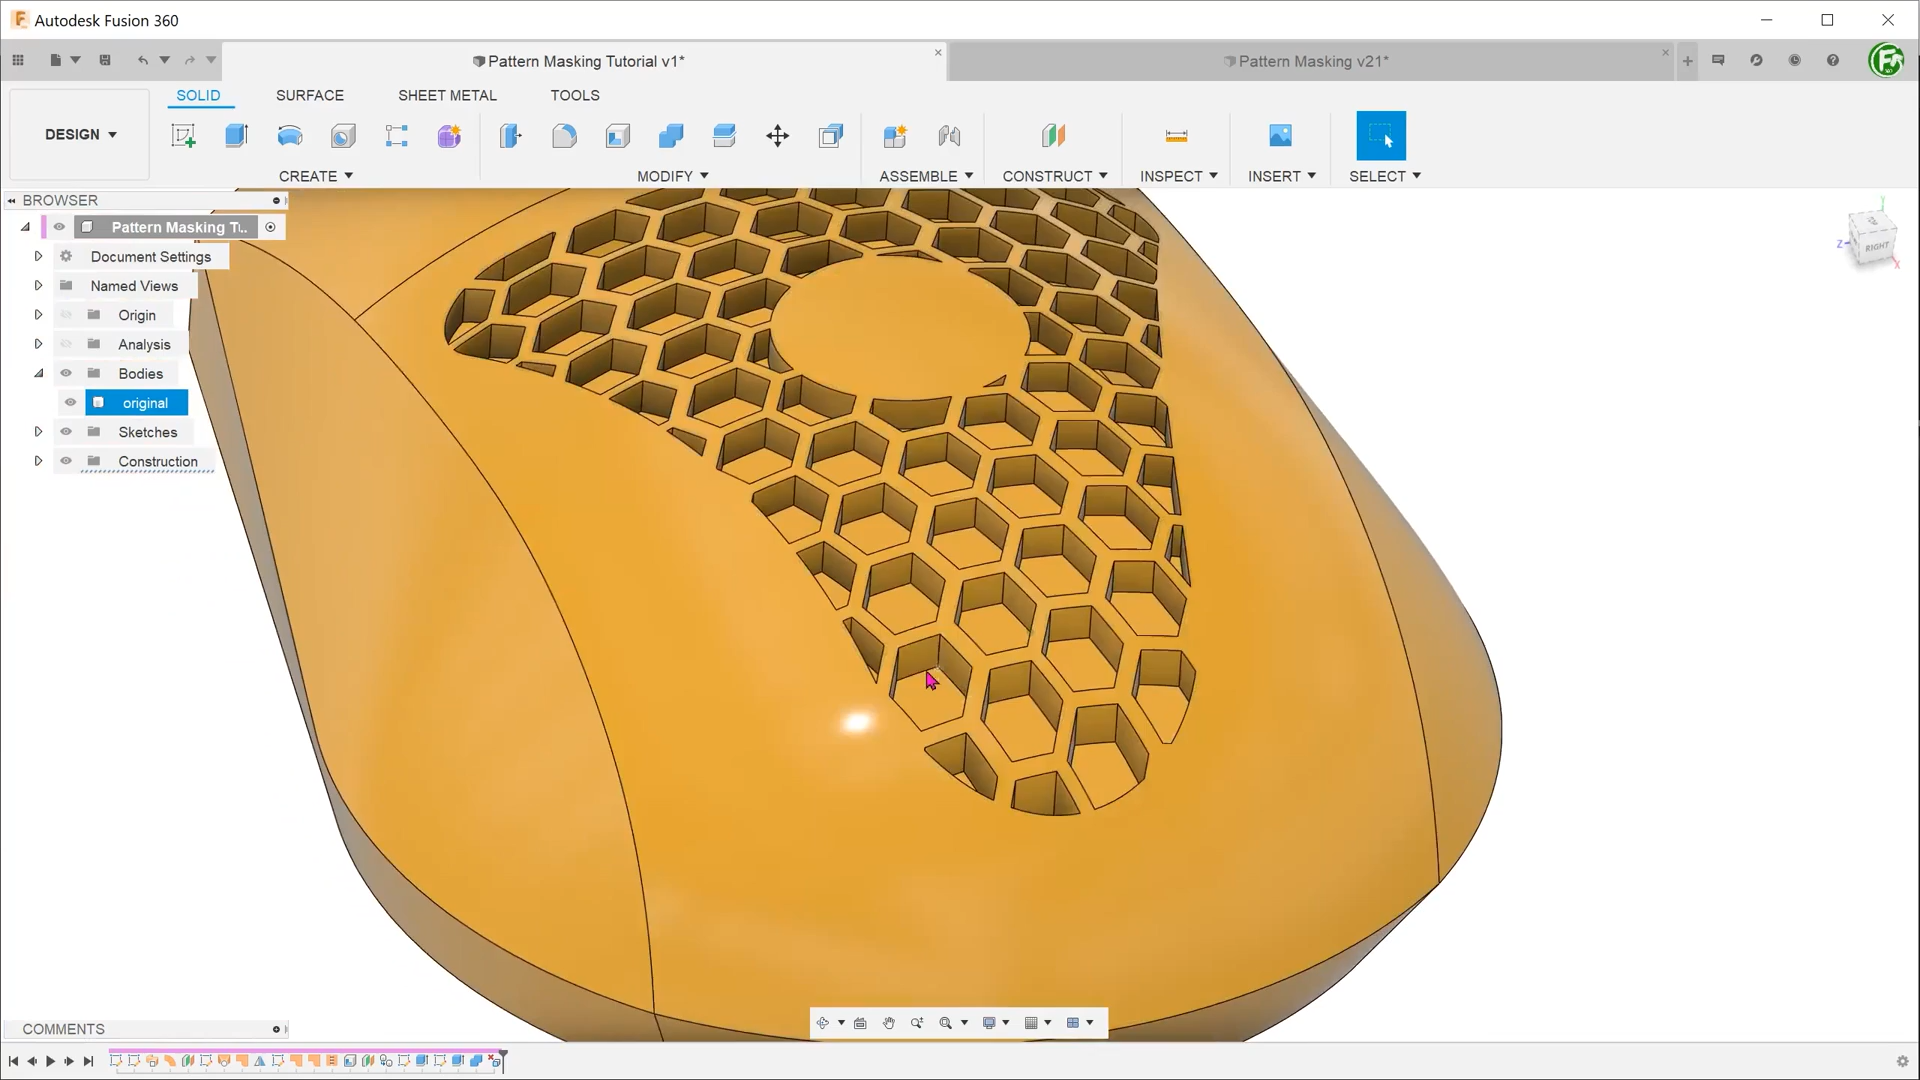 Autodesk Fusion 360
Pattern Masking Tutorial v1*
Pattern Masking v21*
SOLID SURFACE SHEET METAL TOOLS
DESIGN
CREATE MODIFY ASSEMBLE CONSTRUCT INSPECT INSERT SELECT
BROWSER
Pattern Masking Tu..
Document Settings
Named Views
Origin
Analysis
Bodies
original
Sketches
Construction
RIGHT
Y
Z
X
COMMENTS